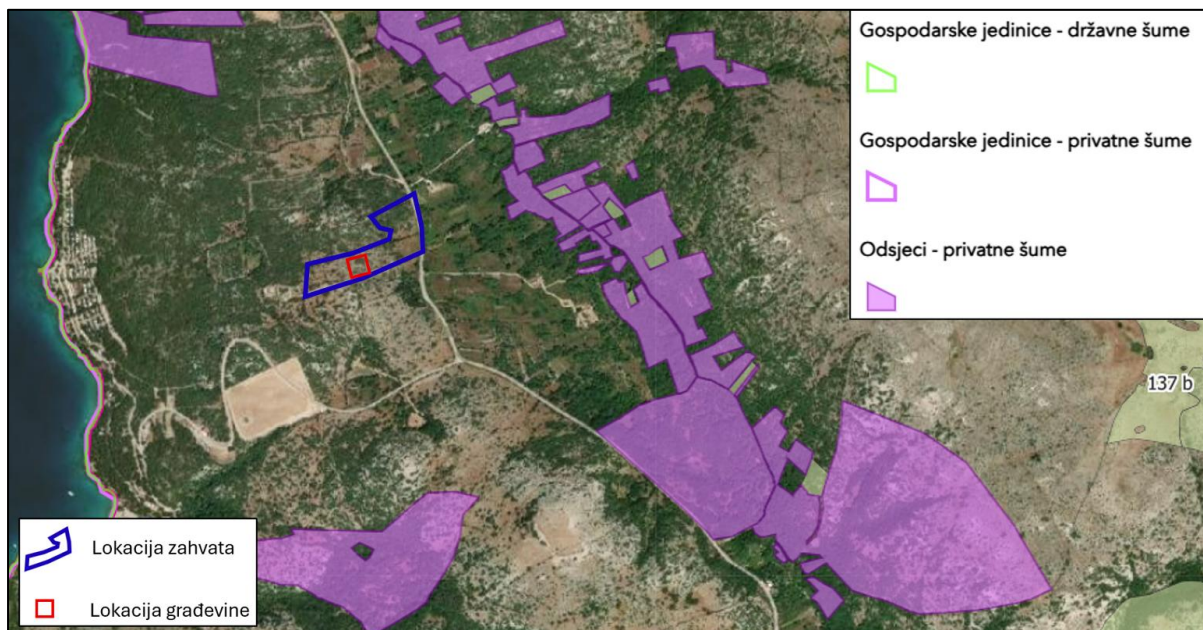 Gospodarske jedinice - državne šume
Gospodarske jedinice - privatne šume
Odsjeci - privatne šume
137 b
Lokacija zahvata
Lokacija građevine